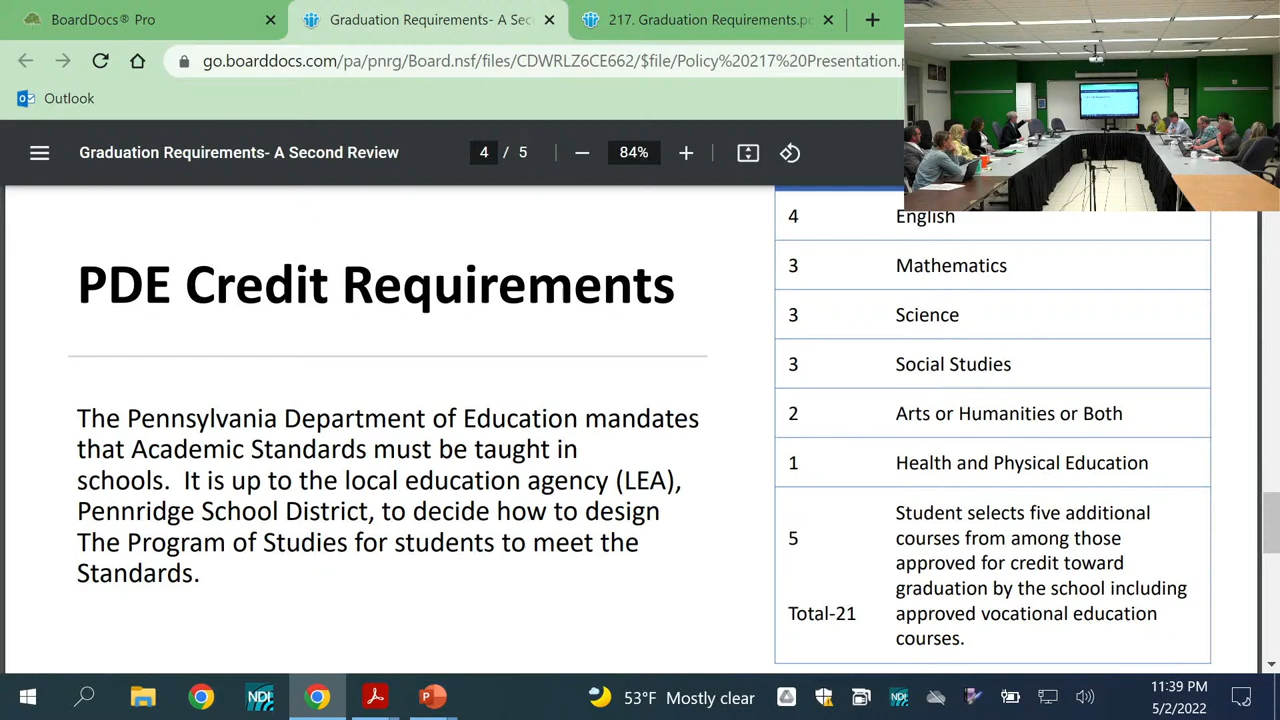 BoardDocs® Pro
Graduation Requirements- A Sec
217. Graduation Requirements.pd
go.boarddocs.com/pa/pnrg/Board.nsf/files/CDWRLZ6CE662/$file/Policy%20217%20Presentation.p
Outlook
Graduation Requirements- A Second Review
4 / 5
84%
PDE Credit Requirements
The Pennsylvania Department of Education mandates
that Academic Standards must be taught in
schools. It is up to the local education agency (LEA),
Pennridge School District, to decide how to design
The Program of Studies for students to meet the
Standards.
4 English
3 Mathematics
3 Science
3 Social Studies
2 Arts or Humanities or Both
1 Health and Physical Education
5 Student selects five additional
courses from among those
approved for credit toward
graduation by the school including
Total-21 approved vocational education
courses.
NDI
53°F Mostly clear
NDI
11:39 PM
5/2/2022